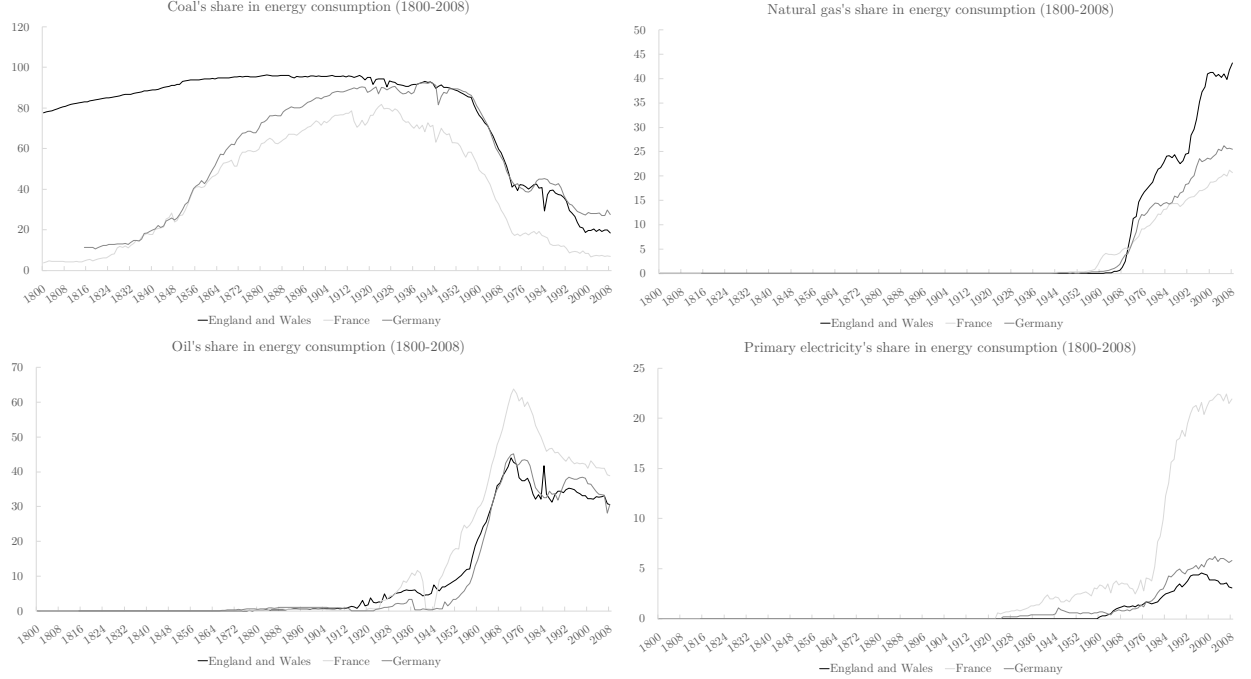 Coal's share in energy consumption (1800-2008)
120
100
80
60
40
20
0
1800 1808 1816 1824 1832 1840 1848 1856 1864 1872 1880 1888 1896 1904 1912 1920 1928 1936 1944 1952 1960 1968 1976 1984 1992 2000 2008
England and Wales France Germany
Natural gas's share in energy consumption (1800-2008)
50
45
40
35
30
25
20
15
10
5
0
1800 1808 1816 1824 1832 1840 1848 1856 1864 1872 1880 1888 1896 1904 1912 1920 1928 1936 1944 1952 1960 1968 1976 1984 1992 2000 2008
England and Wales France Germany
Oil's share in energy consumption (1800-2008)
70
60
50
40
30
20
10
0
1800 1808 1816 1824 1832 1840 1848 1856 1864 1872 1880 1888 1896 1904 1912 1920 1928 1936 1944 1952 1960 1968 1976 1984 1992 2000 2008
England and Wales France Germany
Primary electricity's share in energy consumption (1800-2008)
25
20
15
10
5
0
1800 1808 1816 1824 1832 1840 1848 1856 1864 1872 1880 1888 1896 1904 1912 1920 1928 1936 1944 1952 1960 1968 1976 1984 1992 2000 2008
England and Wales France Germany